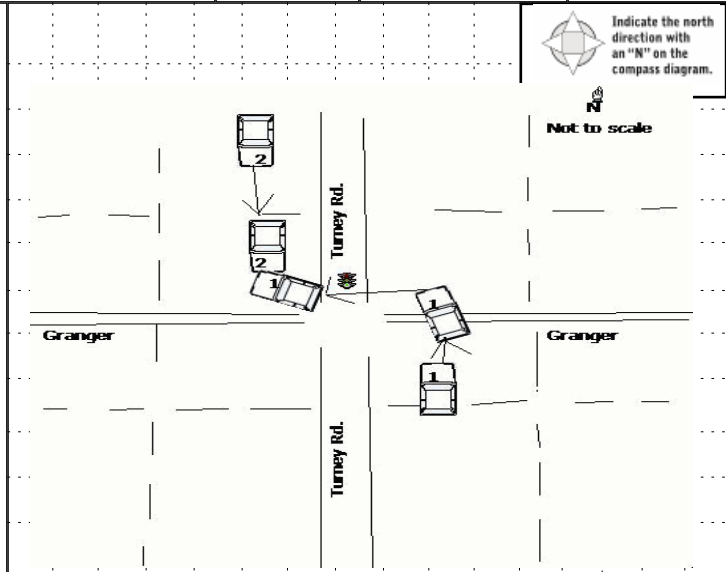 Indicate the north
direction with
an “N” on the
compass diagram.
N
Not to scale
2
Turney Rd.
2
1
1
Granger
Granger
1
Turney Rd.